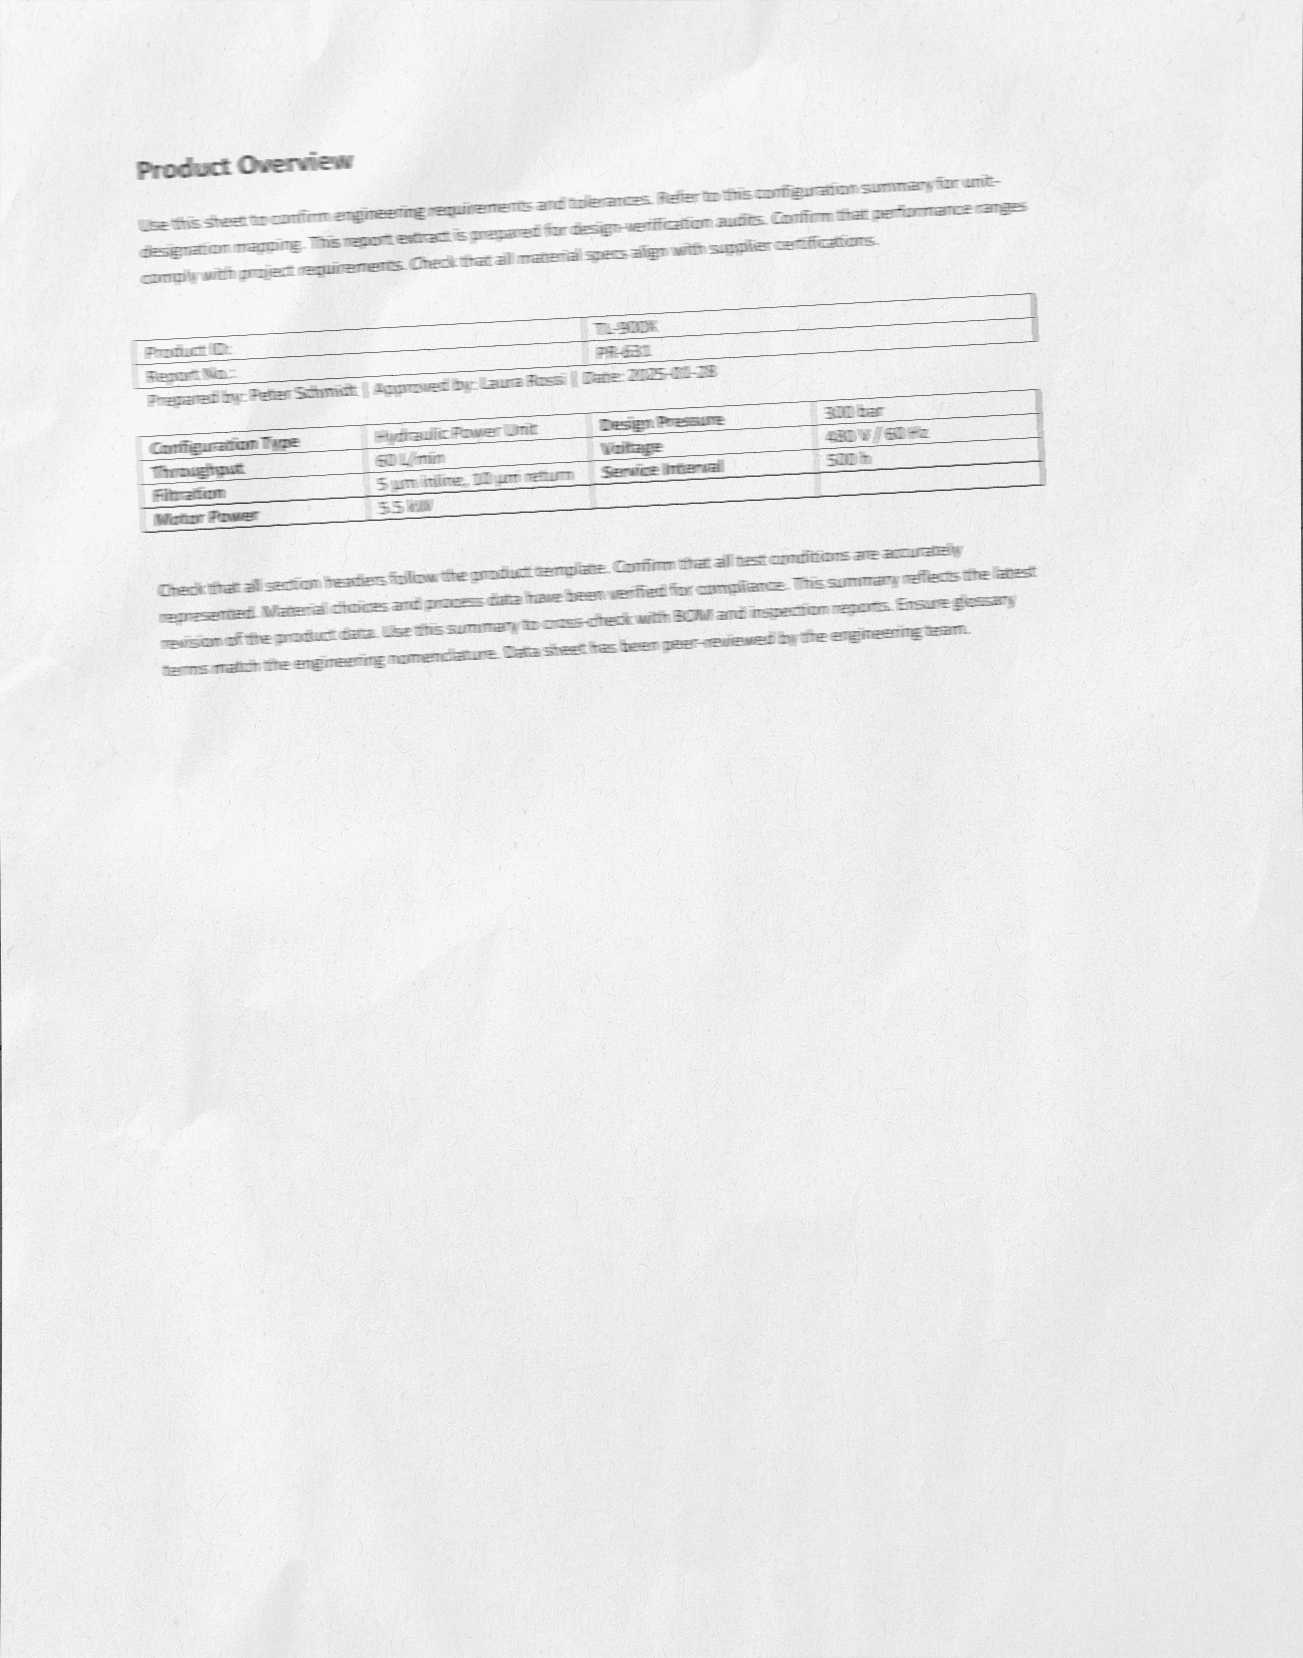 Product Overview
Use this sheet to confirm engineering requirements and tolerances. Refer to this configuration summary for unit-
designation mapping. This report extract is prepared for design-verification audits. Confirm that performance ranges
comply with project requirements. Check that all material specs align with supplier certifications.
Product ID: TL-900X
Report No.: PR-631
Prepared by: Peter Schmidt || Approved by: Laura Rossi || Date: 2025-01-28
Configuration Type Hydraulic Power Unit Design Pressure 300 bar
Throughput 60 L/min Voltage 480 V / 60 Hz
Filtration 5 µm inline, 10 µm return Service Interval 500 h
Motor Power 5.5 kW
Check that all section headers follow the product template. Confirm that all test conditions are accurately
represented. Material choices and process data have been verified for compliance. This summary reflects the latest
revision of the product data. Use this summary to cross-check with BOM and inspection reports. Ensure glossary
terms match the engineering nomenclature. Data sheet has been peer-reviewed by the engineering team.